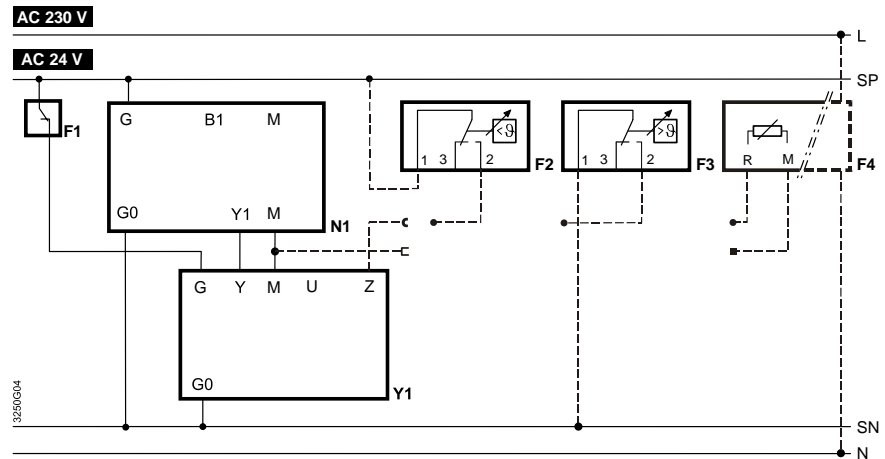 AC 230 V
L
AC 24 V
SP
F1
G B1 M
G0 Y1 M
N1
< ϑ
1 3 2
F2
> ϑ
1 3 2
F3
R M
F4
G Y M U Z
G0
Y1
3250G04
SN
N